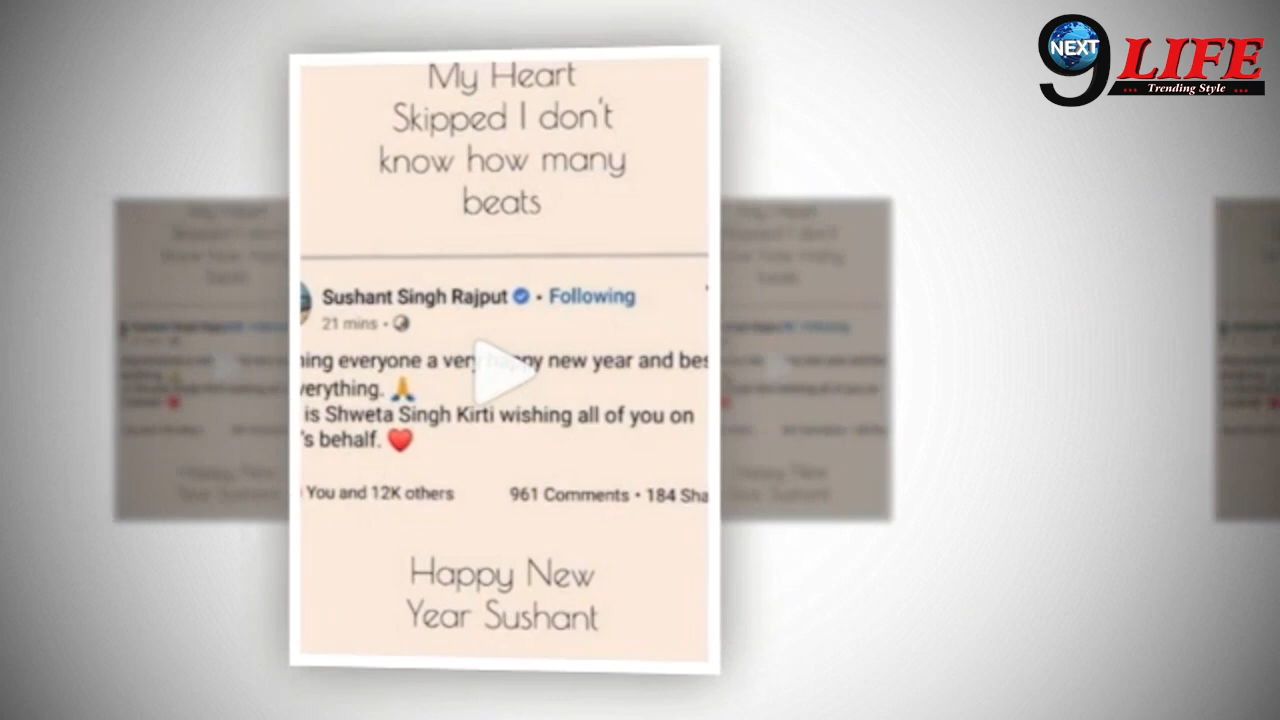 My Heart
Skipped I don't
know how many
beats
Sushant Singh Rajput • Following
21 mins •
ning everyone a very happy new year and bes
verything. 🙏
is Shweta Singh Kirti wishing all of you on
's behalf. ❤️
You and 12K others 961 Comments • 184 Sha
Happy New
Year Sushant
9 NEXT LIFE
... Trending Style ...